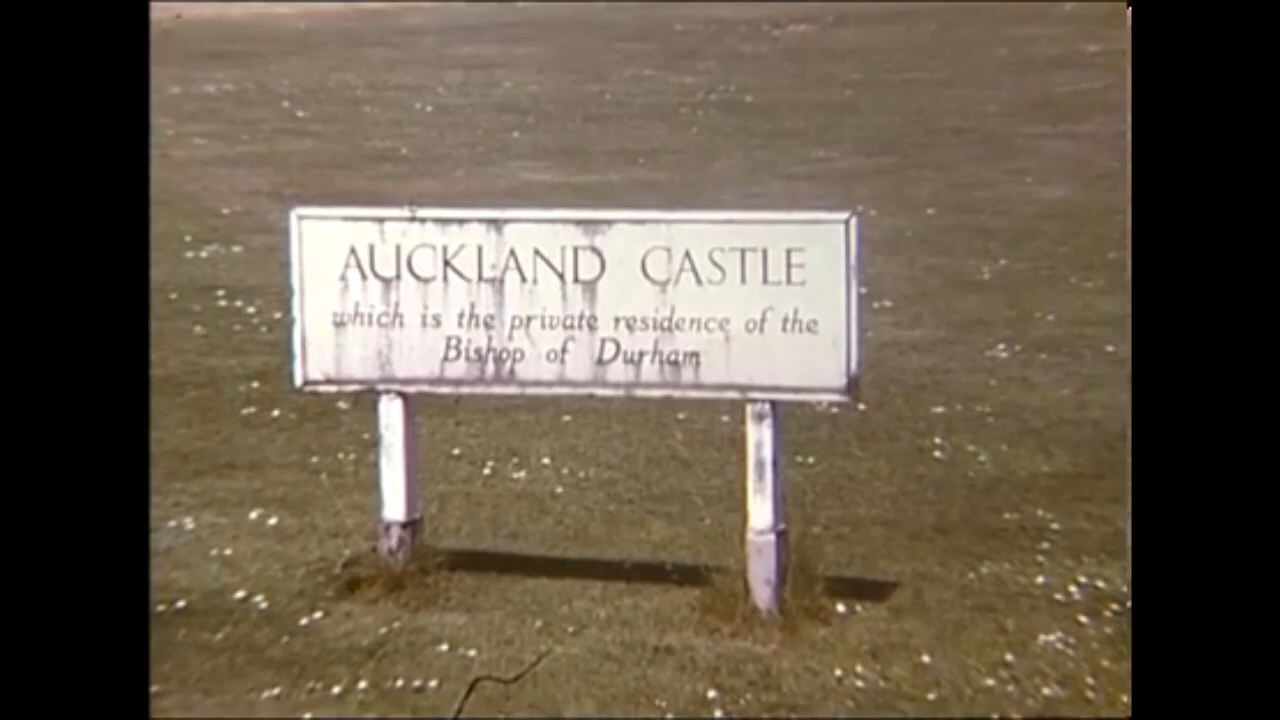 AUCKLAND CASTLE
which is the private residence of the
Bishop of Durham